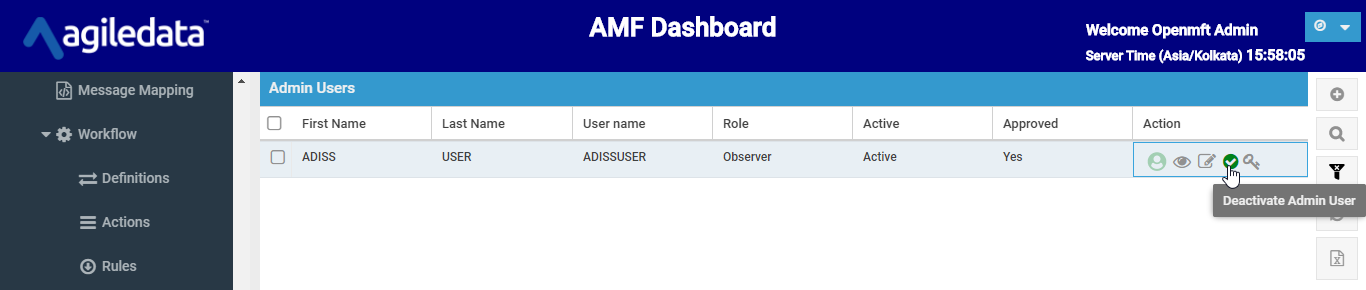 agiledata™
AMF Dashboard
Welcome Openmft Admin
Server Time (Asia/Kolkata) 15:58:05
Message Mapping
Workflow
Definitions
Actions
Rules
Admin Users
First Name Last Name User name Role Active Approved Action
ADISS USER ADISSUSER Observer Active Yes
Deactivate Admin User